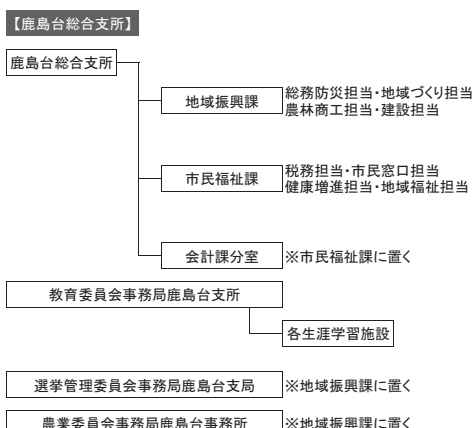 【鹿島台総合支所】
鹿島台総合支所
地域振興課
総務防災担当・地域づくり担当
農林商工担当・建設担当
市民福祉課
税務担当・市民窓口担当
健康増進担当・地域福祉担当
会計課分室
※市民福祉課に置く
教育委員会事務局鹿島台支所
各生涯学習施設
選挙管理委員会事務局鹿島台支局
※地域振興課に置く
農業委員会事務局鹿島台事務所
※地域振興課に置く